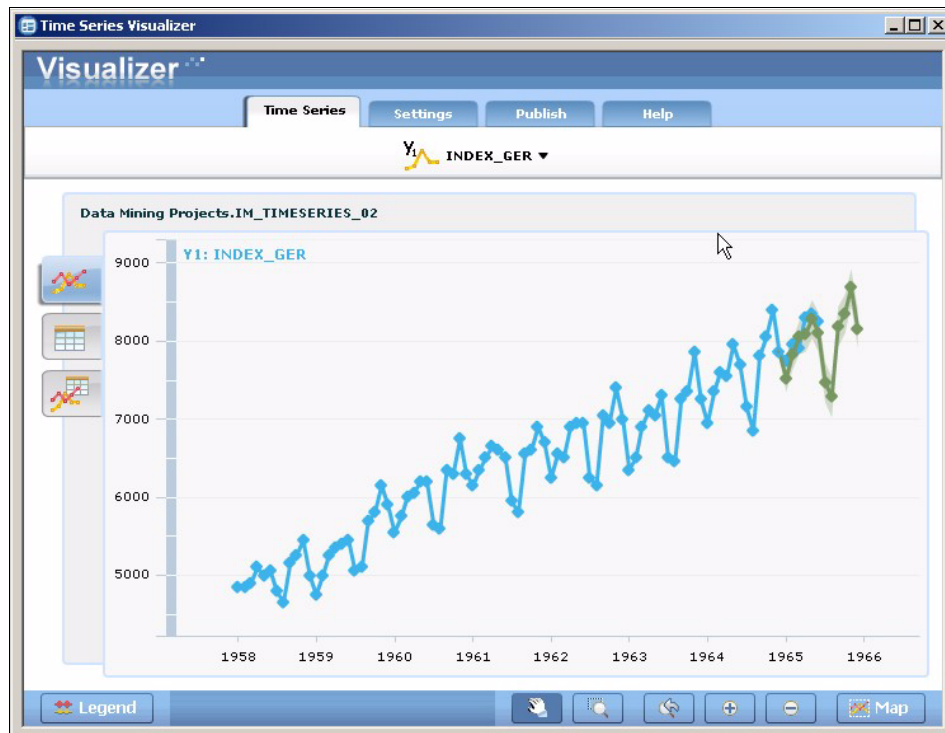 Time Series Visualizer
Visualizer
Time Series
Settings
Publish
Help
Y1 INDEX_GER
Data Mining Projects.IM_TIMESERIES_02
Y1: INDEX_GER
9000
8000
7000
6000
5000
1958 1959 1960 1961 1962 1963 1964 1965 1966
Legend
Map